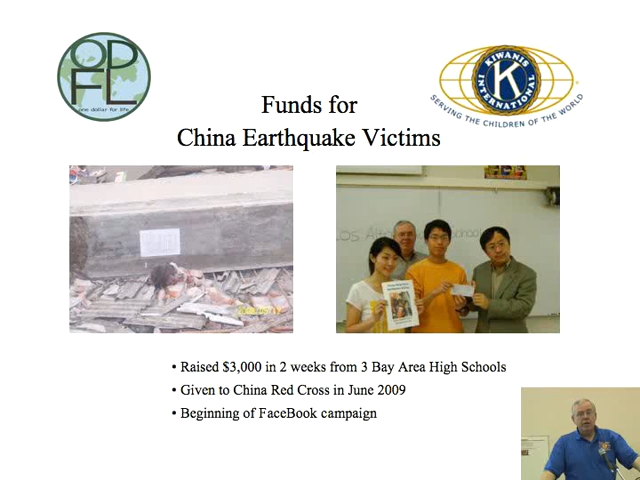 OD
FL
one dollar for life
KIWANIS
K
INTERNATIONAL
SERVING THE CHILDREN OF THE WORLD
Funds for
China Earthquake Victims
• Raised $3,000 in 2 weeks from 3 Bay Area High Schools
• Given to China Red Cross in June 2009
• Beginning of FaceBook campaign